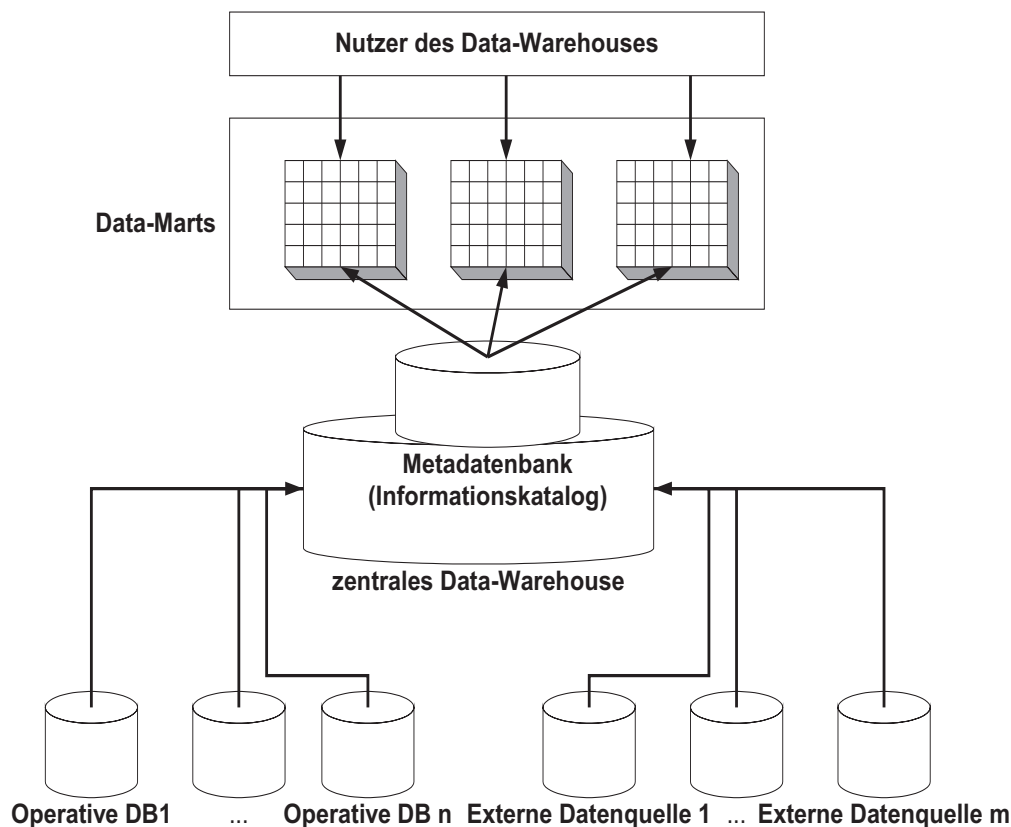 Nutzer des Data-Warehouses
Data-Marts
Metadatenbank
(Informationskatalog)
zentrales Data-Warehouse
Operative DB1 ... Operative DB n Externe Datenquelle 1 ... Externe Datenquelle m